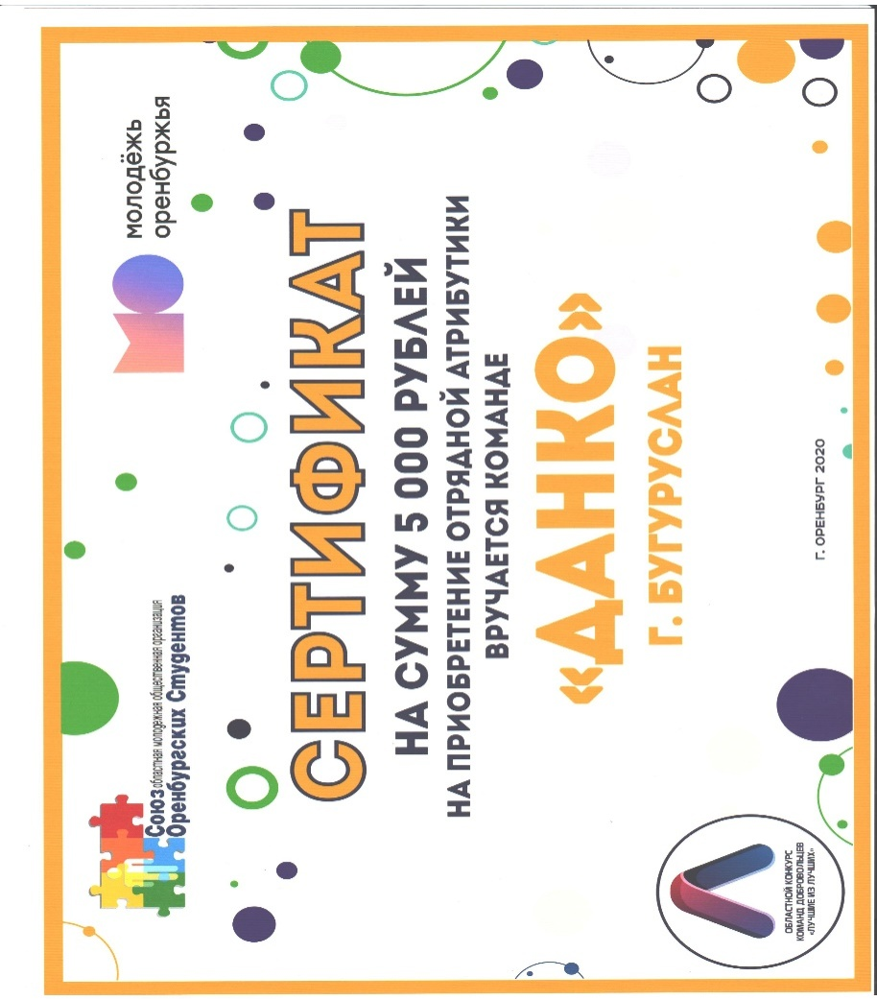 Союз областная молодежная общественная организация
Оренбургских Студентов
молодёжь
оренбуржья
СЕРТИФИКАТ
НА СУММУ 5 000 РУБЛЕЙ
НА ПРИОБРЕТЕНИЕ ОТРЯДНОЙ АТРИБУТИКИ
ВРУЧАЕТСЯ КОМАНДЕ
«ДАНКО»
Г. БУГУРУСЛАН
ОБЛАСТНОЙ КОНКУРС
КОМАНД ДОБРОВОЛЬЦЕВ
«ЛУЧШИЕ ИЗ ЛУЧШИХ»
Г. ОРЕНБУРГ 2020